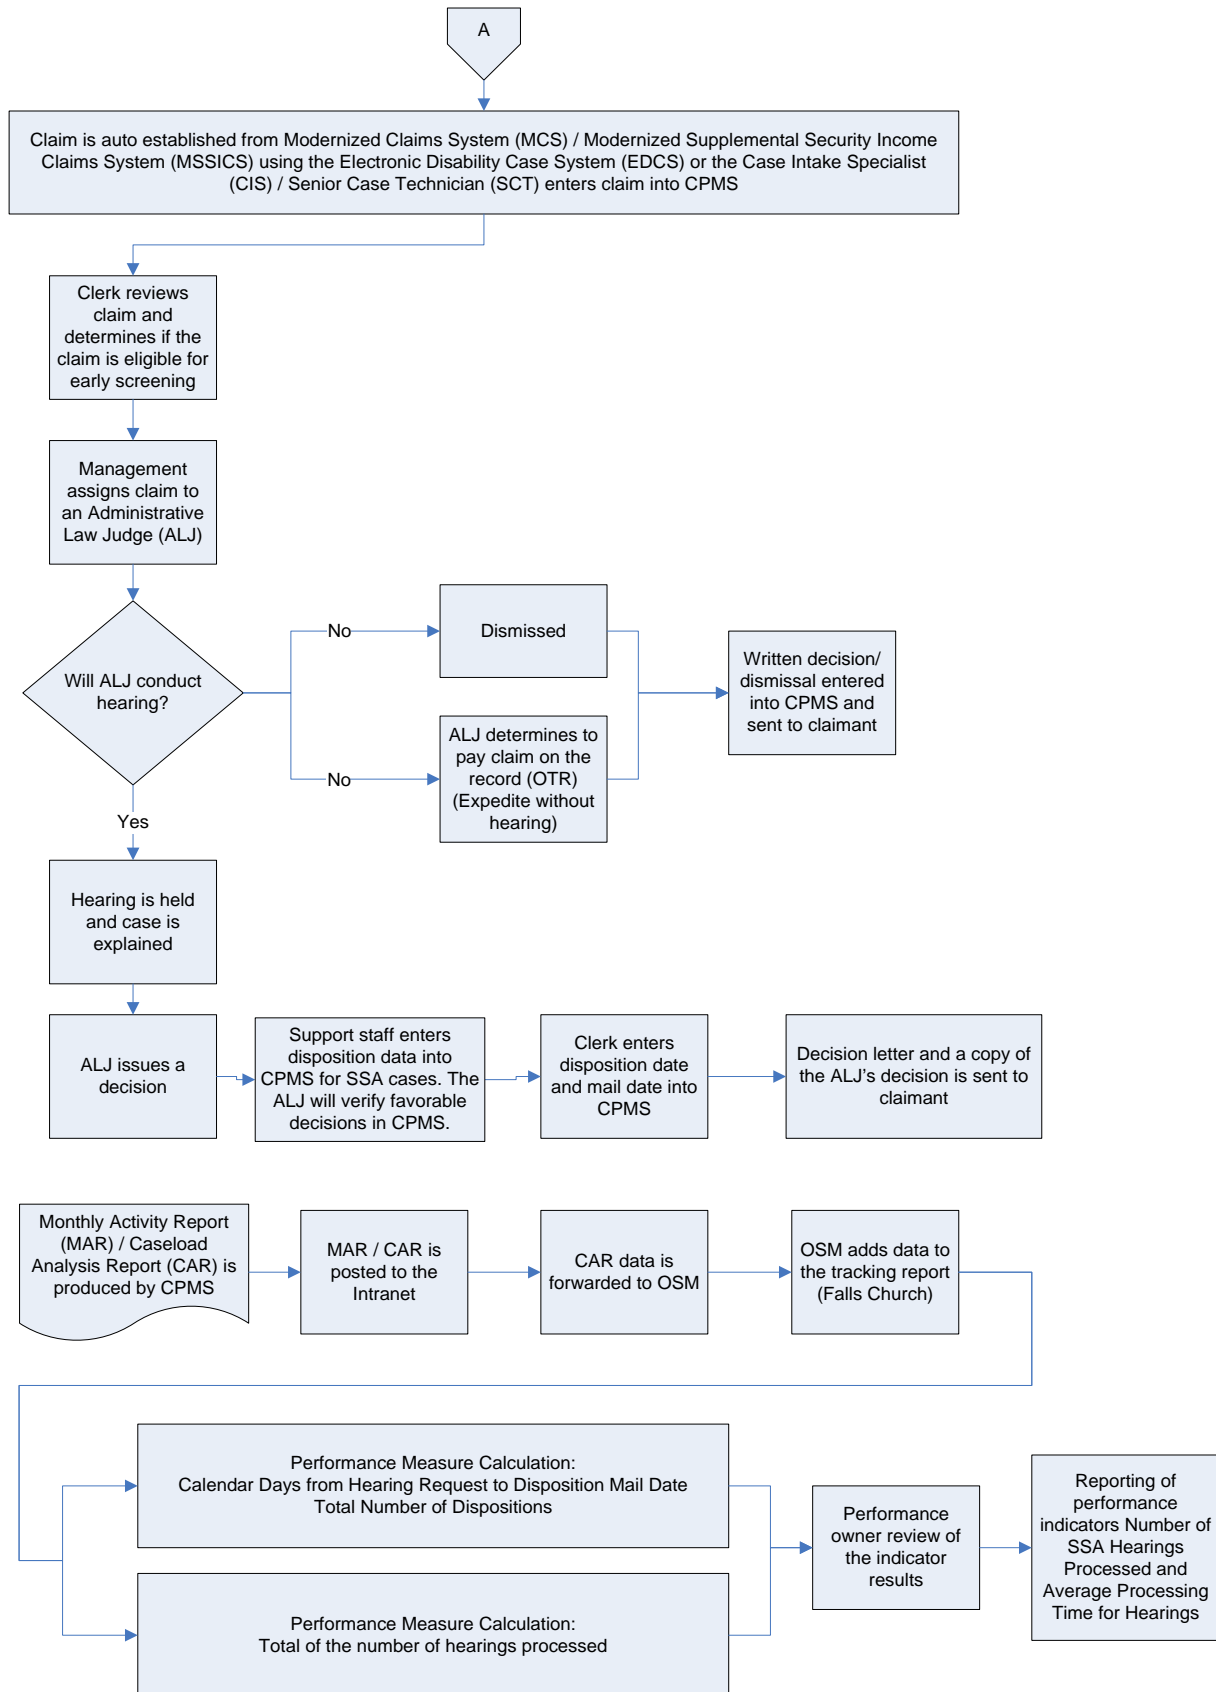 A
Claim is auto established from Modernized Claims System (MCS) / Modernized Supplemental Security Income
Claims System (MSSICS) using the Electronic Disability Case System (EDCS) or the Case Intake Specialist
(CIS) / Senior Case Technician (SCT) enters claim into CPMS
Clerk reviews
claim and
determines if the
claim is eligible for
early screening
Management
assigns claim to
an Administrative
Law Judge (ALJ)
Will ALJ conduct
hearing?
No
Dismissed
No
ALJ determines to
pay claim on the
record (OTR)
(Expedite without
hearing)
Written decision/
dismissal entered
into CPMS and
sent to claimant
Yes
Hearing is held
and case is
explained
ALJ issues a
decision
Support staff enters
disposition data into
CPMS for SSA cases. The
ALJ will verify favorable
decisions in CPMS.
Clerk enters
disposition date
and mail date into
CPMS
Decision letter and a copy of
the ALJ's decision is sent to
claimant
Monthly Activity Report
(MAR) / Caseload
Analysis Report (CAR) is
produced by CPMS
MAR / CAR is
posted to the
Intranet
CAR data is
forwarded to OSM
OSM adds data to
the tracking report
(Falls Church)
Performance Measure Calculation:
Calendar Days from Hearing Request to Disposition Mail Date
Total Number of Dispositions
Performance Measure Calculation:
Total of the number of hearings processed
Performance
owner review of
the indicator
results
Reporting of
performance
indicators Number of
SSA Hearings
Processed and
Average Processing
Time for Hearings